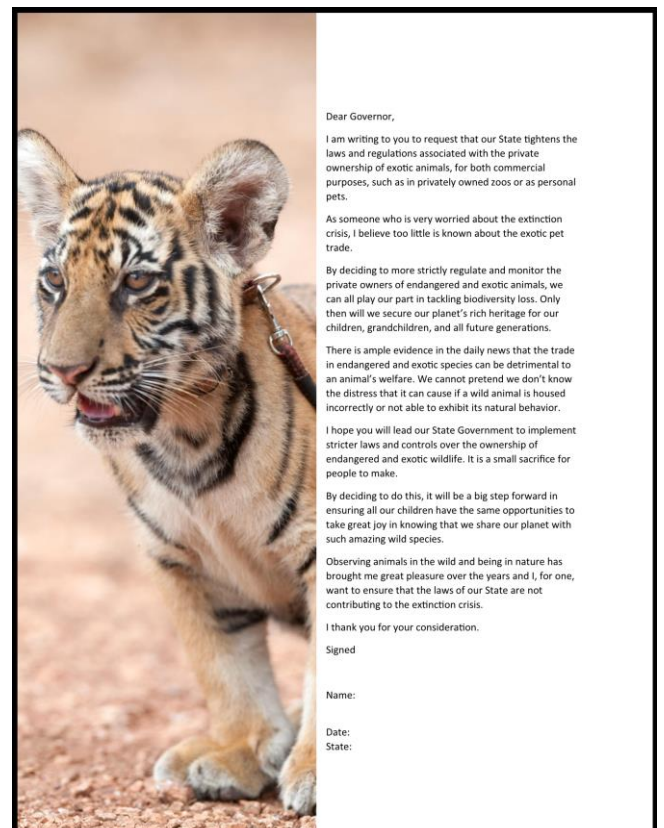 Dear Governor,
I am writing to you to request that our State tightens the
laws and regulations associated with the private
ownership of exotic animals, for both commercial
purposes, such as in privately owned zoos or as personal
pets.
As someone who is very worried about the extinction
crisis, I believe too little is known about the exotic pet
trade.
By deciding to more strictly regulate and monitor the
private owners of endangered and exotic animals, we
can all play our part in tackling biodiversity loss. Only
then will we secure our planet's rich heritage for our
children, grandchildren, and all future generations.
There is ample evidence in the daily news that the trade
in endangered and exotic species can be detrimental to
an animal's welfare. We cannot pretend we don't know
the distress that it can cause if a wild animal is housed
incorrectly or not able to exhibit its natural behavior.
I hope you will lead our State Government to implement
stricter laws and controls over the ownership of
endangered and exotic wildlife. It is a small sacrifice for
people to make.
By deciding to do this, it will be a big step forward in
ensuring all our children have the same opportunities to
take great joy in knowing that we share our planet with
such amazing wild species.
Observing animals in the wild and being in nature has
brought me great pleasure over the years and I, for one,
want to ensure that the laws of our State are not
contributing to the extinction crisis.
I thank you for your consideration.
Signed
Name:
Date:
State: